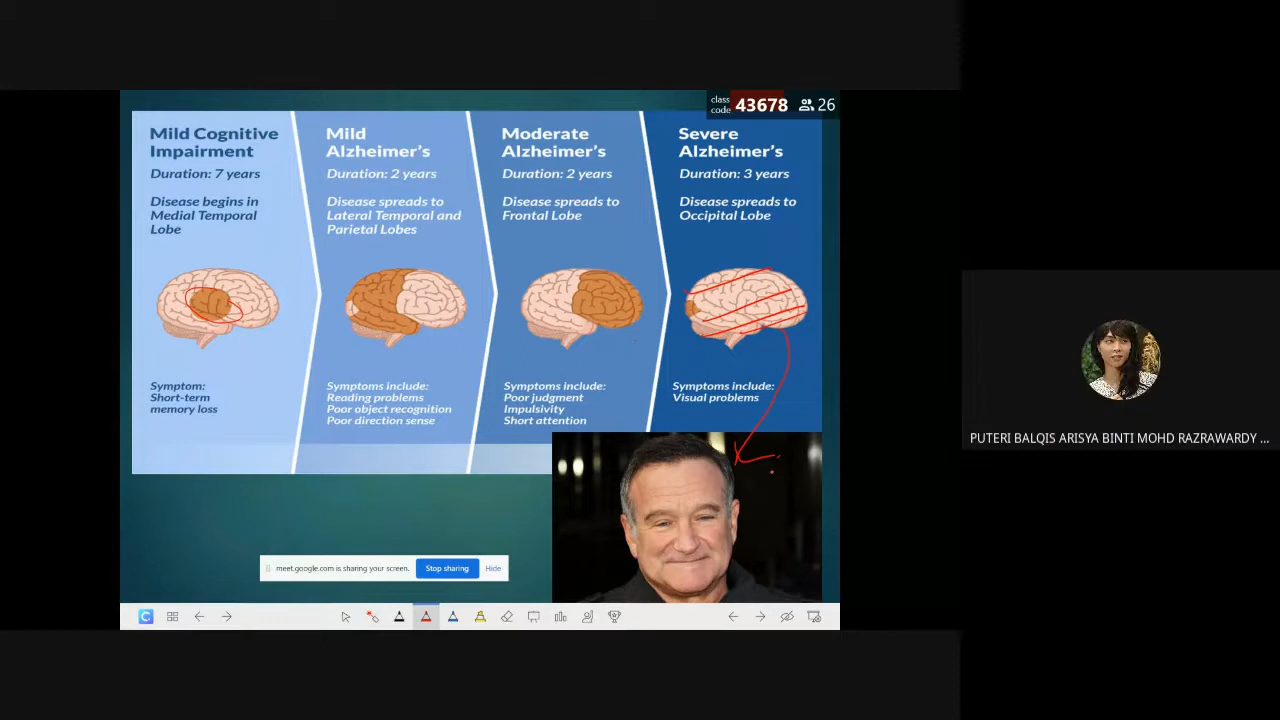 class
code 43678 26
Mild Cognitive
Impairment
Duration: 7 years
Disease begins in
Medial Temporal
Lobe
Symptom:
Short-term
memory loss
Mild
Alzheimer's
Duration: 2 years
Disease spreads to
Lateral Temporal and
Parietal Lobes
Symptoms include:
Reading problems
Poor object recognition
Poor direction sense
Moderate
Alzheimer's
Duration: 2 years
Disease spreads to
Frontal Lobe
Symptoms include:
Poor judgment
Impulsivity
Short attention
Severe
Alzheimer's
Duration: 3 years
Disease spreads to
Occipital Lobe
Symptoms include:
Visual problems
meet.google.com is sharing your screen. Stop sharing Hide
C
PUTERI BALQIS ARISYA BINTI MOHD RAZRAWARDY ...